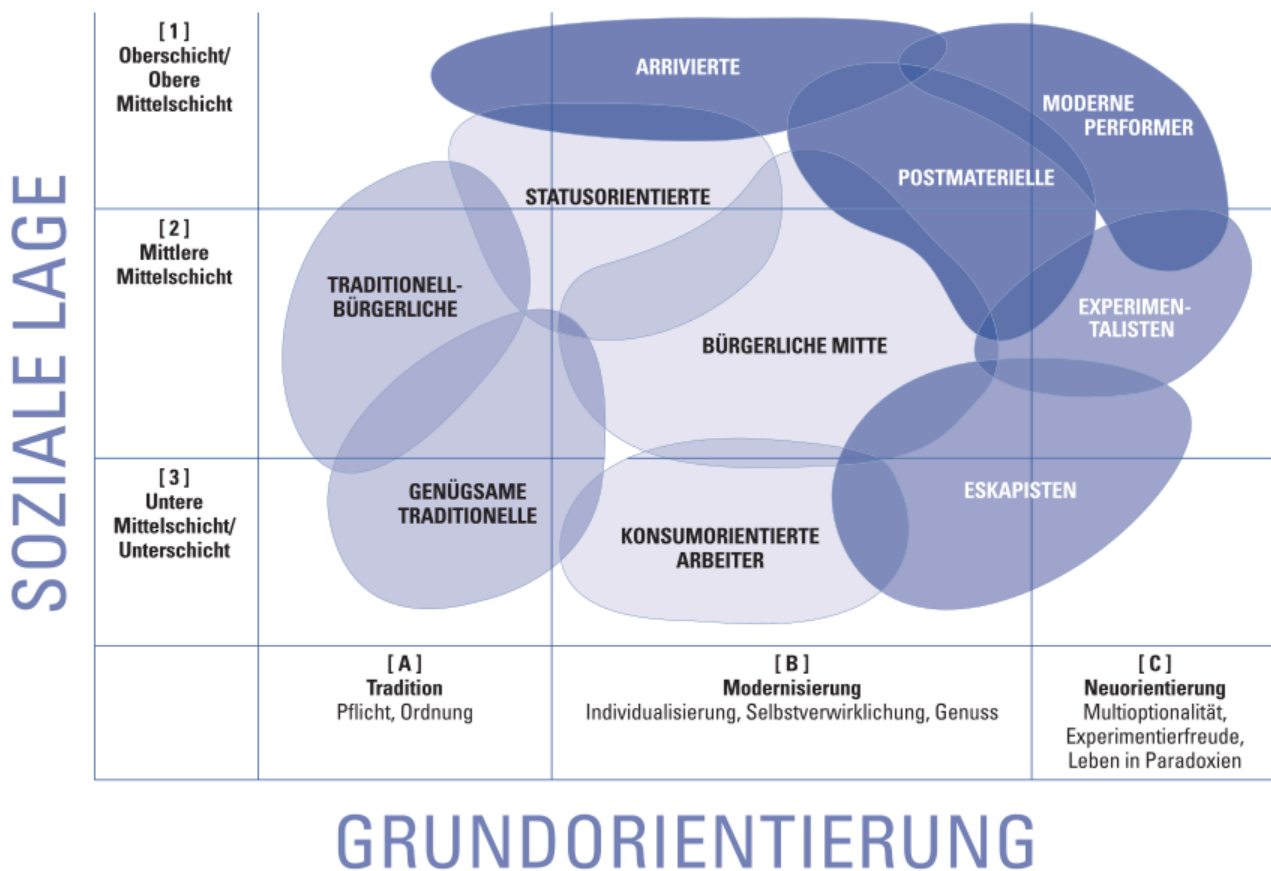 SOZIALE LAGE
[ 1 ]
Oberschicht/
Obere
Mittelschicht
[ 2 ]
Mittlere
Mittelschicht
[ 3 ]
Untere
Mittelschicht/
Unterschicht
ARRIVIERTE
MODERNE
PERFORMER
POSTMATERIELLE
STATUSORIENTIERTE
TRADITIONELL-
BÜRGERLICHE
BÜRGERLICHE MITTE
EXPERIMEN-
TALISTEN
GENÜGSAME
TRADITIONELLE
KONSUMORIENTIERTE
ARBEITER
ESKAPISTEN
[ A ]
Tradition
Pflicht, Ordnung
[ B ]
Modernisierung
Individualisierung, Selbstverwirklichung, Genuss
[ C ]
Neuorientierung
Multioptionalität,
Experimentierfreude,
Leben in Paradoxien
GRUNDORIENTIERUNG